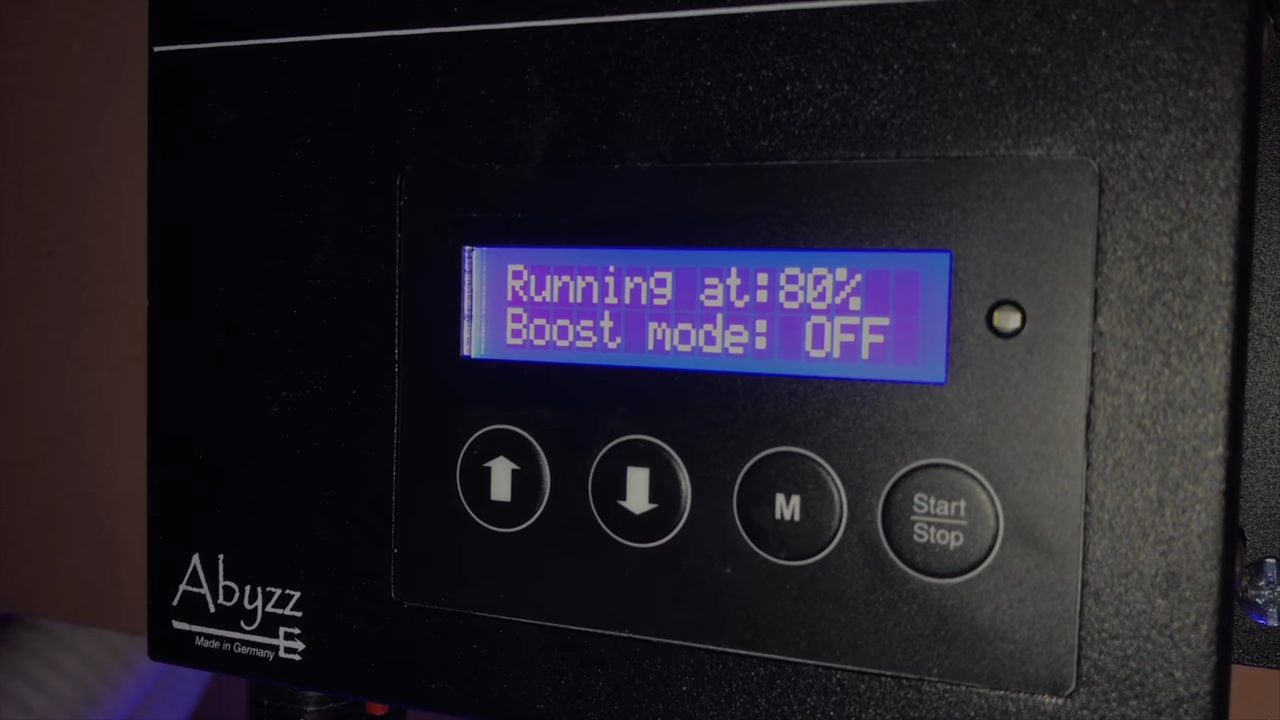 Running at:80%
Boost mode: OFF
M
Start
Stop
Abyzz
Made in Germany